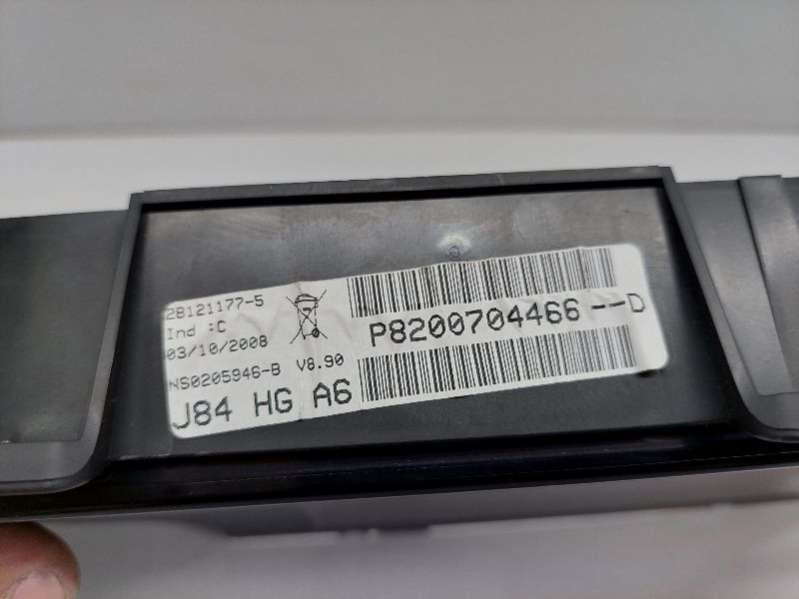 28121177-5
Ind :C
03/10/2008
NS0205946-B V8.90
J84 HG A6
P8200704466--D